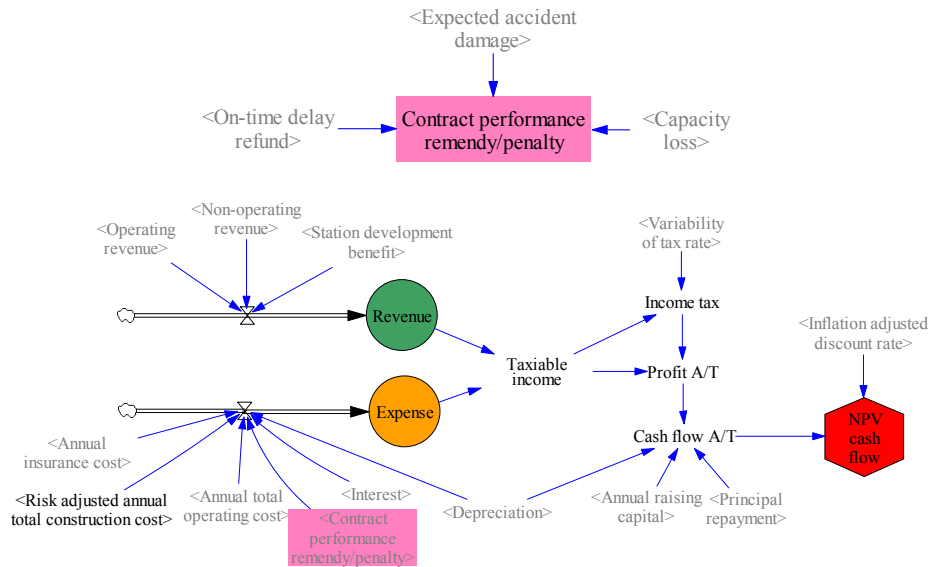 <Expected accident
damage>
<On-time delay
refund>
Contract performance
remendy/penalty
<Capacity
loss>
<Operating
revenue>
<Non-operating
revenue>
<Station development
benefit>
<Variability
of tax rate>
Revenue
Income tax
<Inflation adjusted
discount rate>
Taxiable
income
Profit A/T
Expense
Cash flow A/T
NPV
cash
flow
<Annual
insurance cost>
<Risk adjusted annual
total construction cost>
<Annual total
operating cost>
<Interest>
<Contract
performance
remendy/penalty>
<Depreciation>
<Annual raising
capital>
<Principal
repayment>